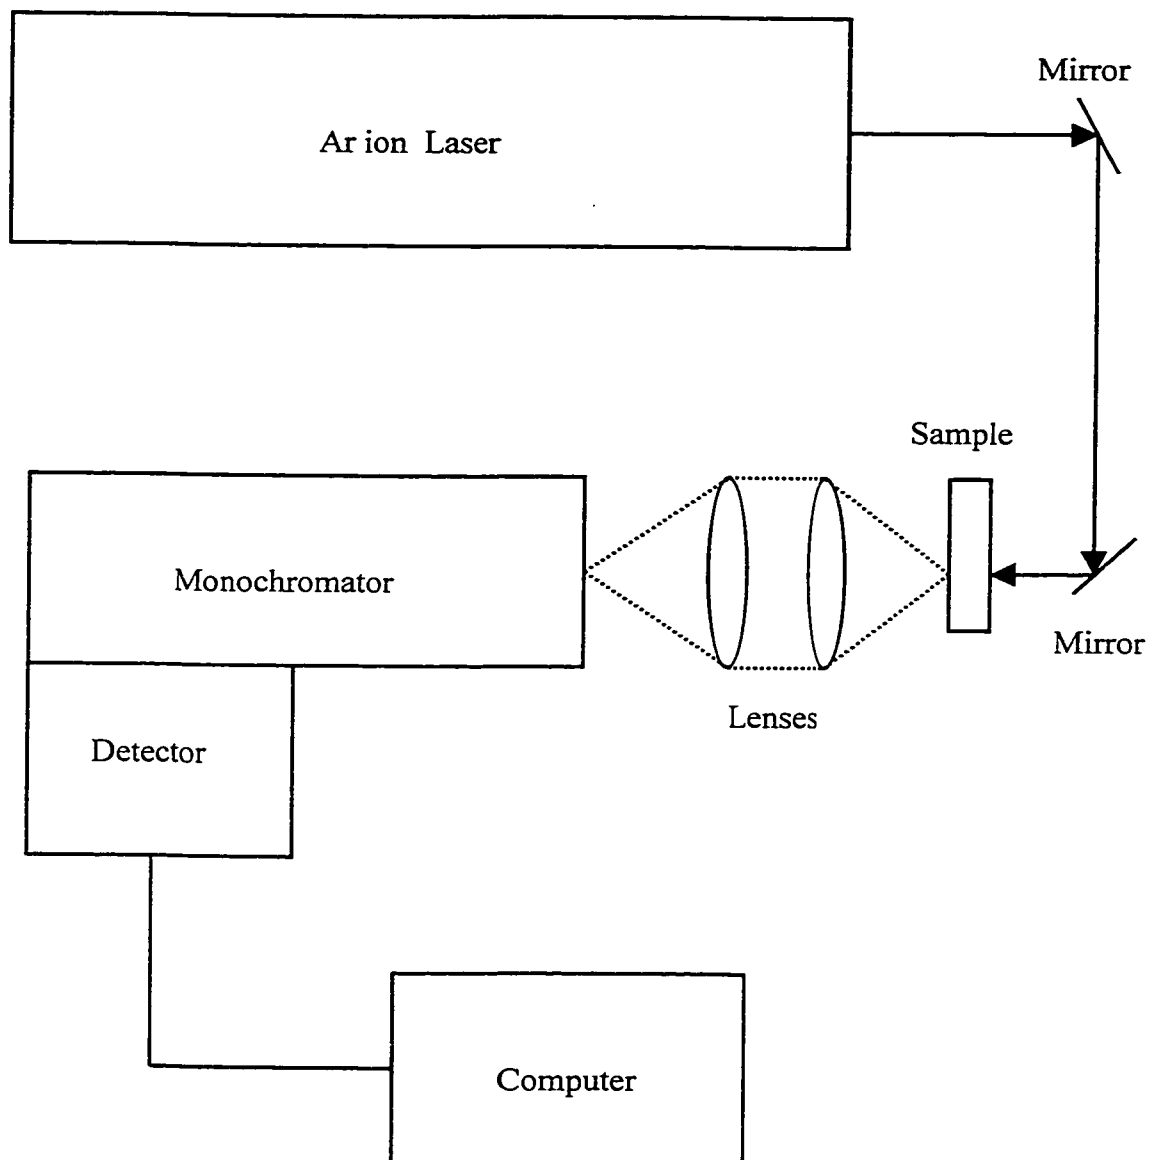 Mirror
Ar ion Laser
Sample
Monochromator
Mirror
Lenses
Detector
Computer